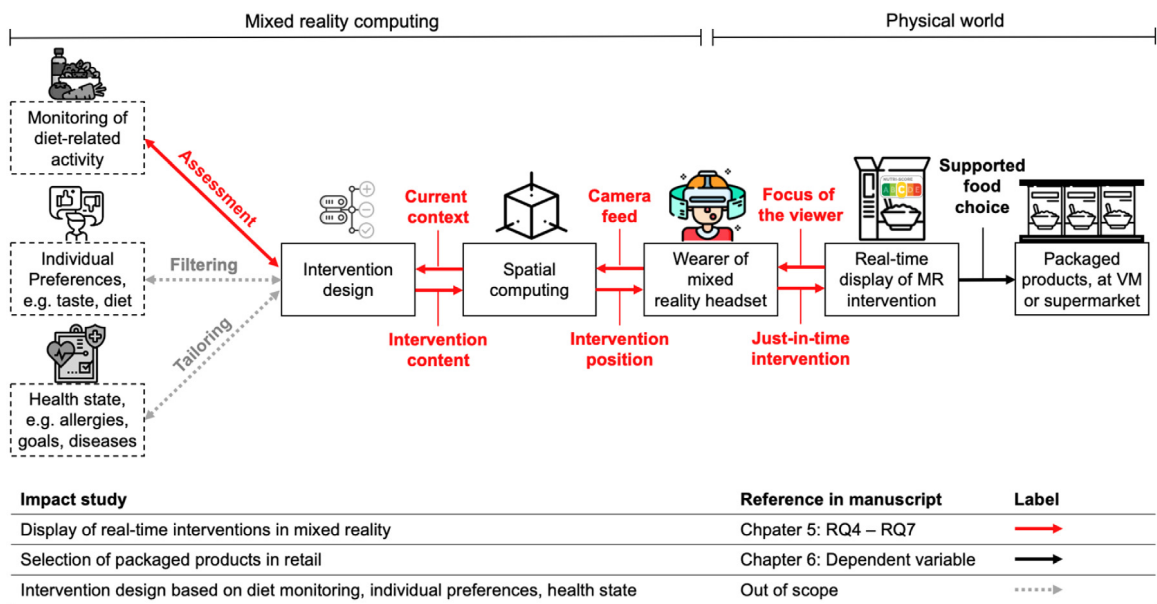 Mixed reality computing
Physical world
Monitoring of
diet-related
activity
Assessment
Individual
Preferences,
e.g. taste, diet
Filtering
Health state,
e.g. allergies,
goals, diseases
Tailoring
Intervention
design
Current
context
Intervention
content
Spatial
computing
Camera
feed
Intervention
position
Wearer of
mixed
reality headset
Focus of
the viewer
Just-in-time
intervention
NUTRI-SCORE
A B C D E
Real-time
display of MR
intervention
Supported
food
choice
Packaged
products, at VM
or supermarket
Impact study Reference in manuscript Label
Display of real-time interventions in mixed reality Chpater 5: RQ4 – RQ7
Selection of packaged products in retail Chapter 6: Dependent variable
Intervention design based on diet monitoring, individual preferences, health state Out of scope